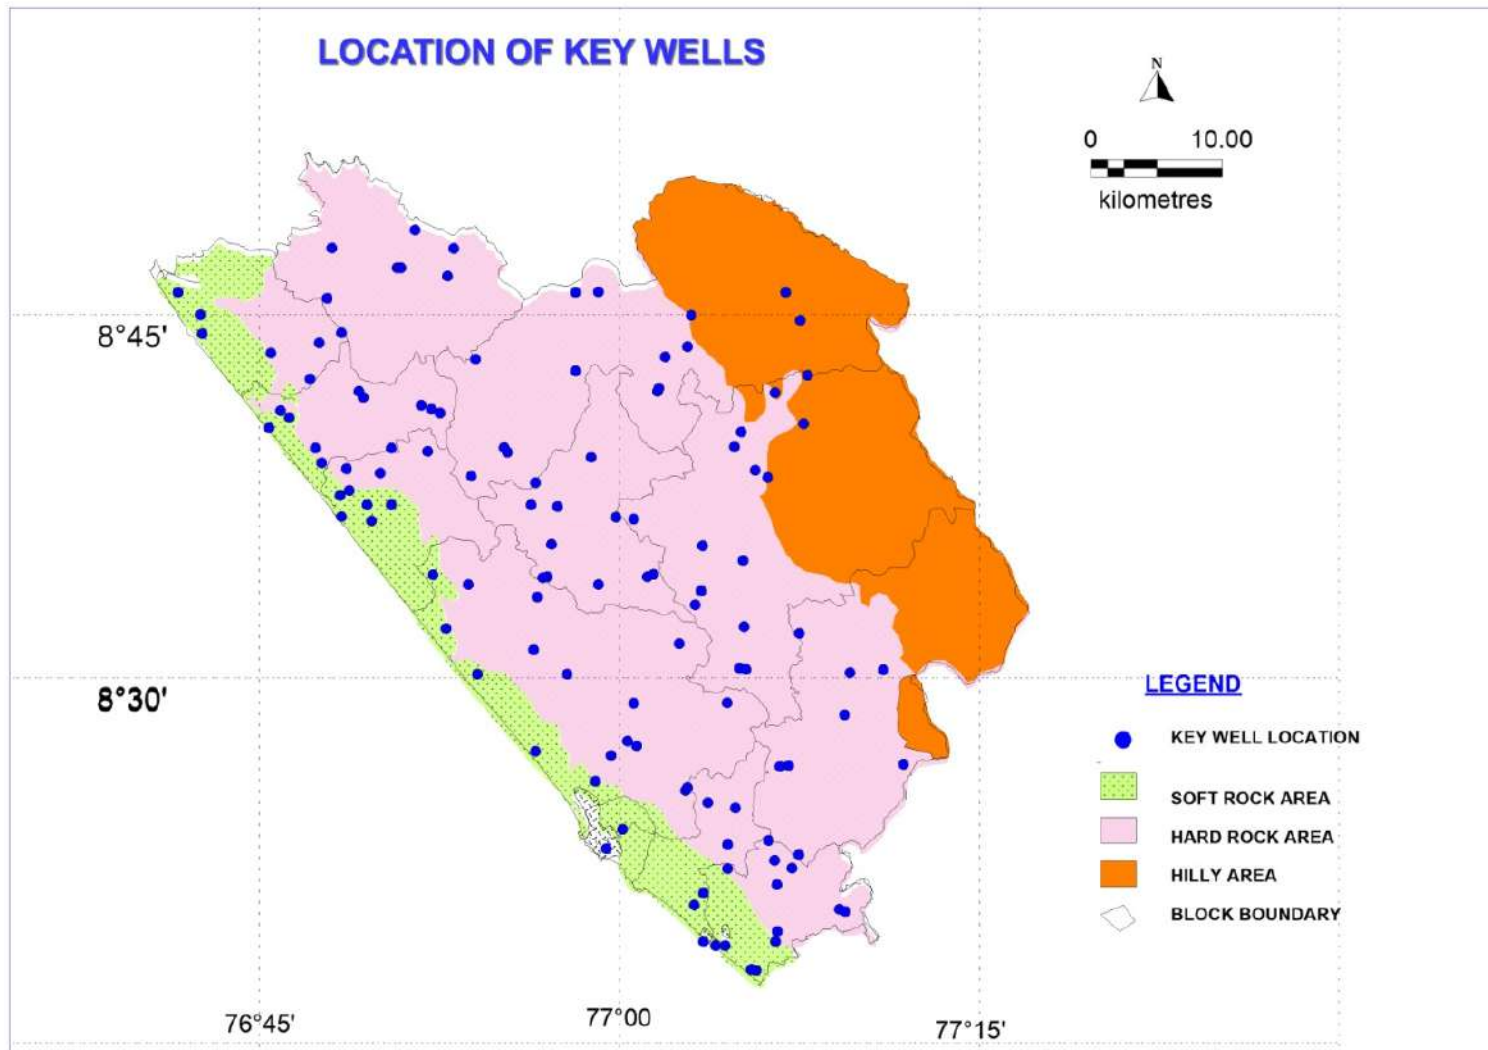 LOCATION OF KEY WELLS
N
0 10.00
kilometres
8°45'
8°30'
LEGEND
KEY WELL LOCATION
SOFT ROCK AREA
HARD ROCK AREA
HILLY AREA
BLOCK BOUNDARY
76°45' 77°00 77°15'